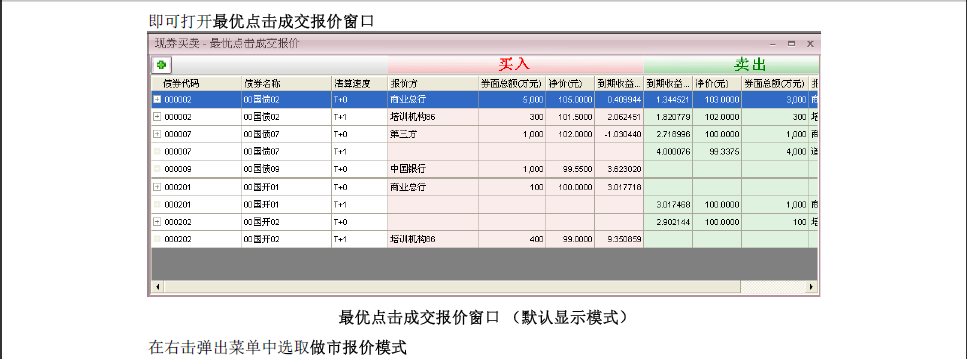 即可打开最优点击成交报价窗口
现券买卖 - 最优点击成交报价
买入 卖出
债券代码 债券名称 清算速度 报价方 券面总额(万元) 净价(元) 到期收益... 到期收益... 净价(元) 券面总额(万元)
000002 00国债02 T+0 商业总行 5,000 105.0000 0.408944 1.344521 103.0000 3,000
000002 00国债02 T+1 培训机构86 300 101.5000 2.062451 1.820779 102.0000 300
000007 00国债07 T+0 第三方 1,000 102.0000 -1.030440 2.718996 100.0000 1,000
000007 00国债07 T+1 4.000076 99.3375 4,000
000009 00国债09 T+0 中国银行 1,000 99.5500 3.623020
000201 00国开01 T+0 商业总行 100 100.0000 3.017718
000201 00国开01 T+1 3.017468 100.0000 1,000
000202 00国开02 T+0 2.902144 100.0000 100
000202 00国开02 T+1 培训机构86 400 99.0000 9.350859
最优点击成交报价窗口 （默认显示模式）
在右击弹出菜单中选取做市报价模式